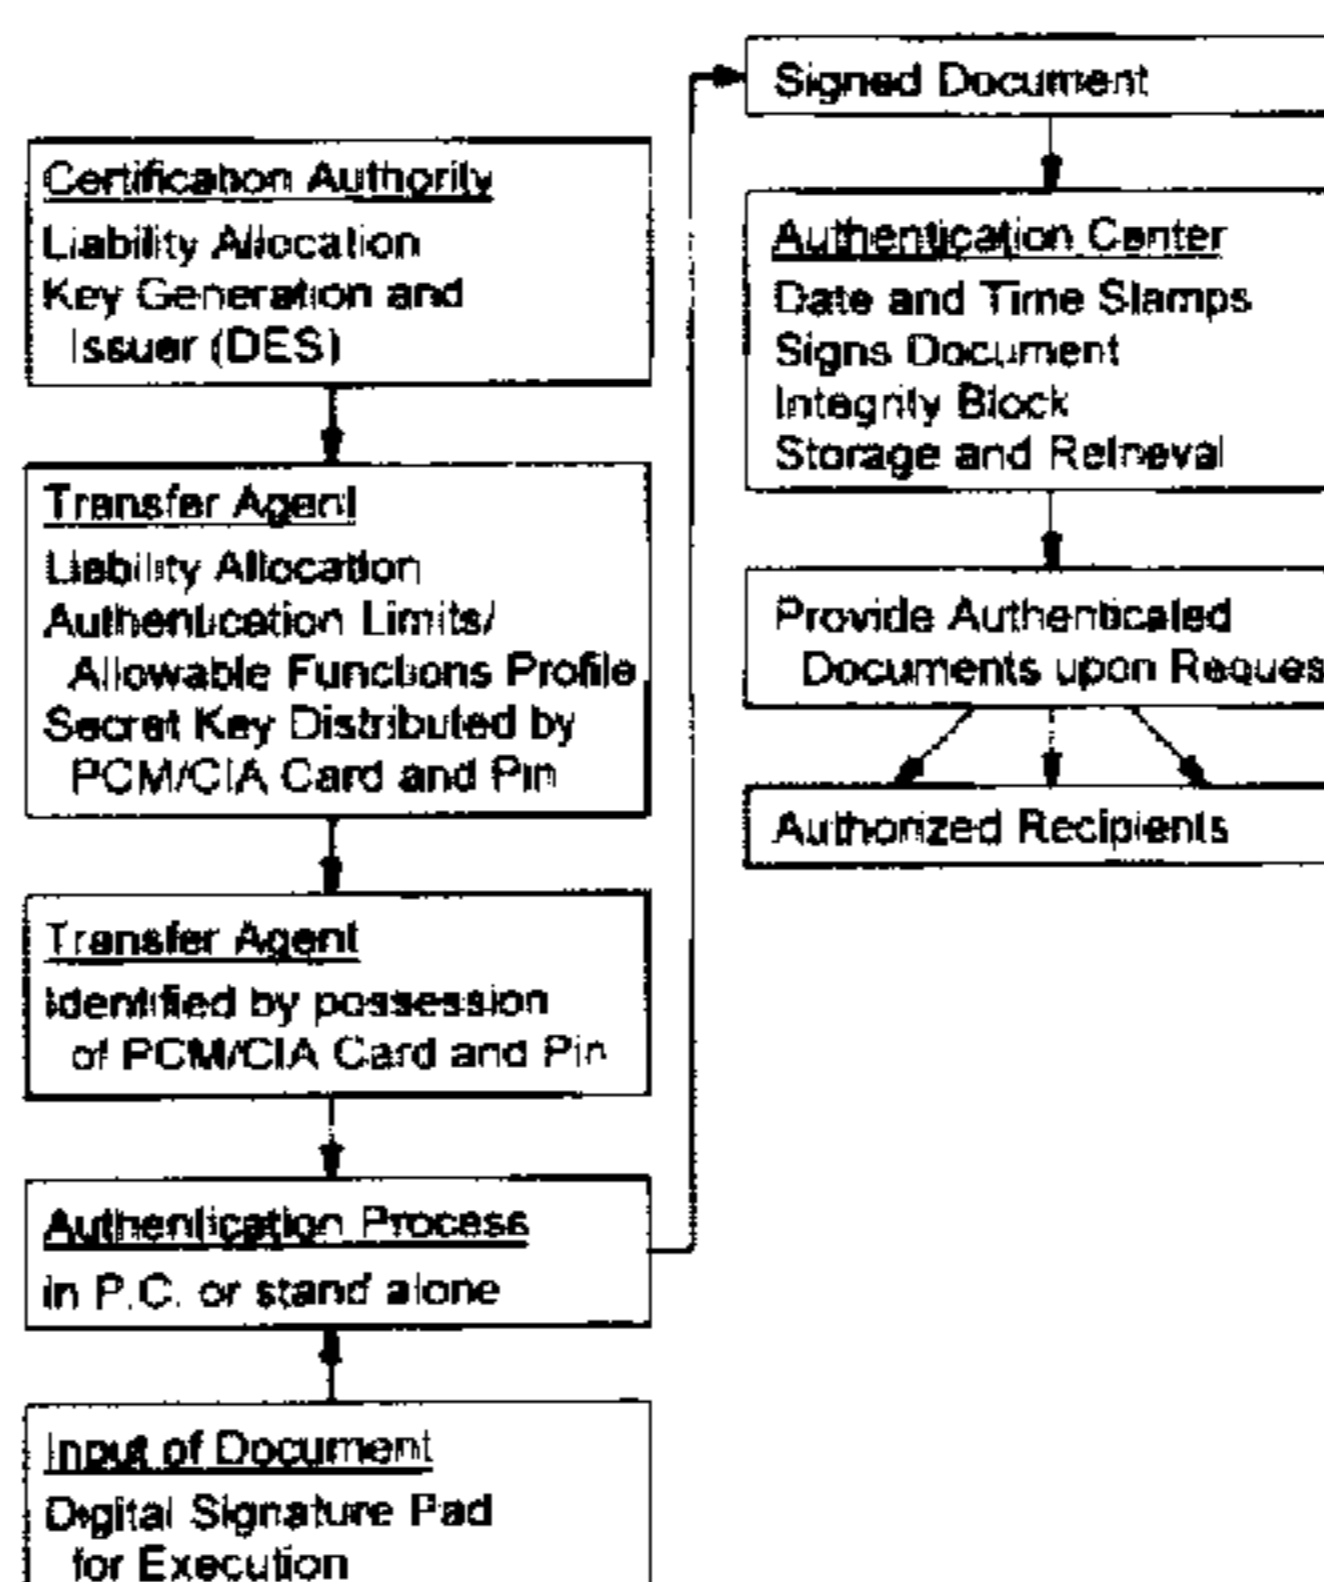 Certification Authority
Liability Allocation
Key Generation and
Issuer (DES)
Transfer Agent
Liability Allocation
Authentication Limits/
Allowable Functions Profile
Secret Key Distributed by
PCM/CIA Card and Pin
Transfer Agent
Identified by possession
of PCM/CIA Card and Pin
Authentication Process
in P.C. or stand alone
Input of Document
Digital Signature Pad
for Execution
Signed Document
Authentication Center
Date and Time Stamps
Signs Document
Integrity Block
Storage and Retrieval
Provide Authenticated
Documents upon Reques
Authorized Recipients